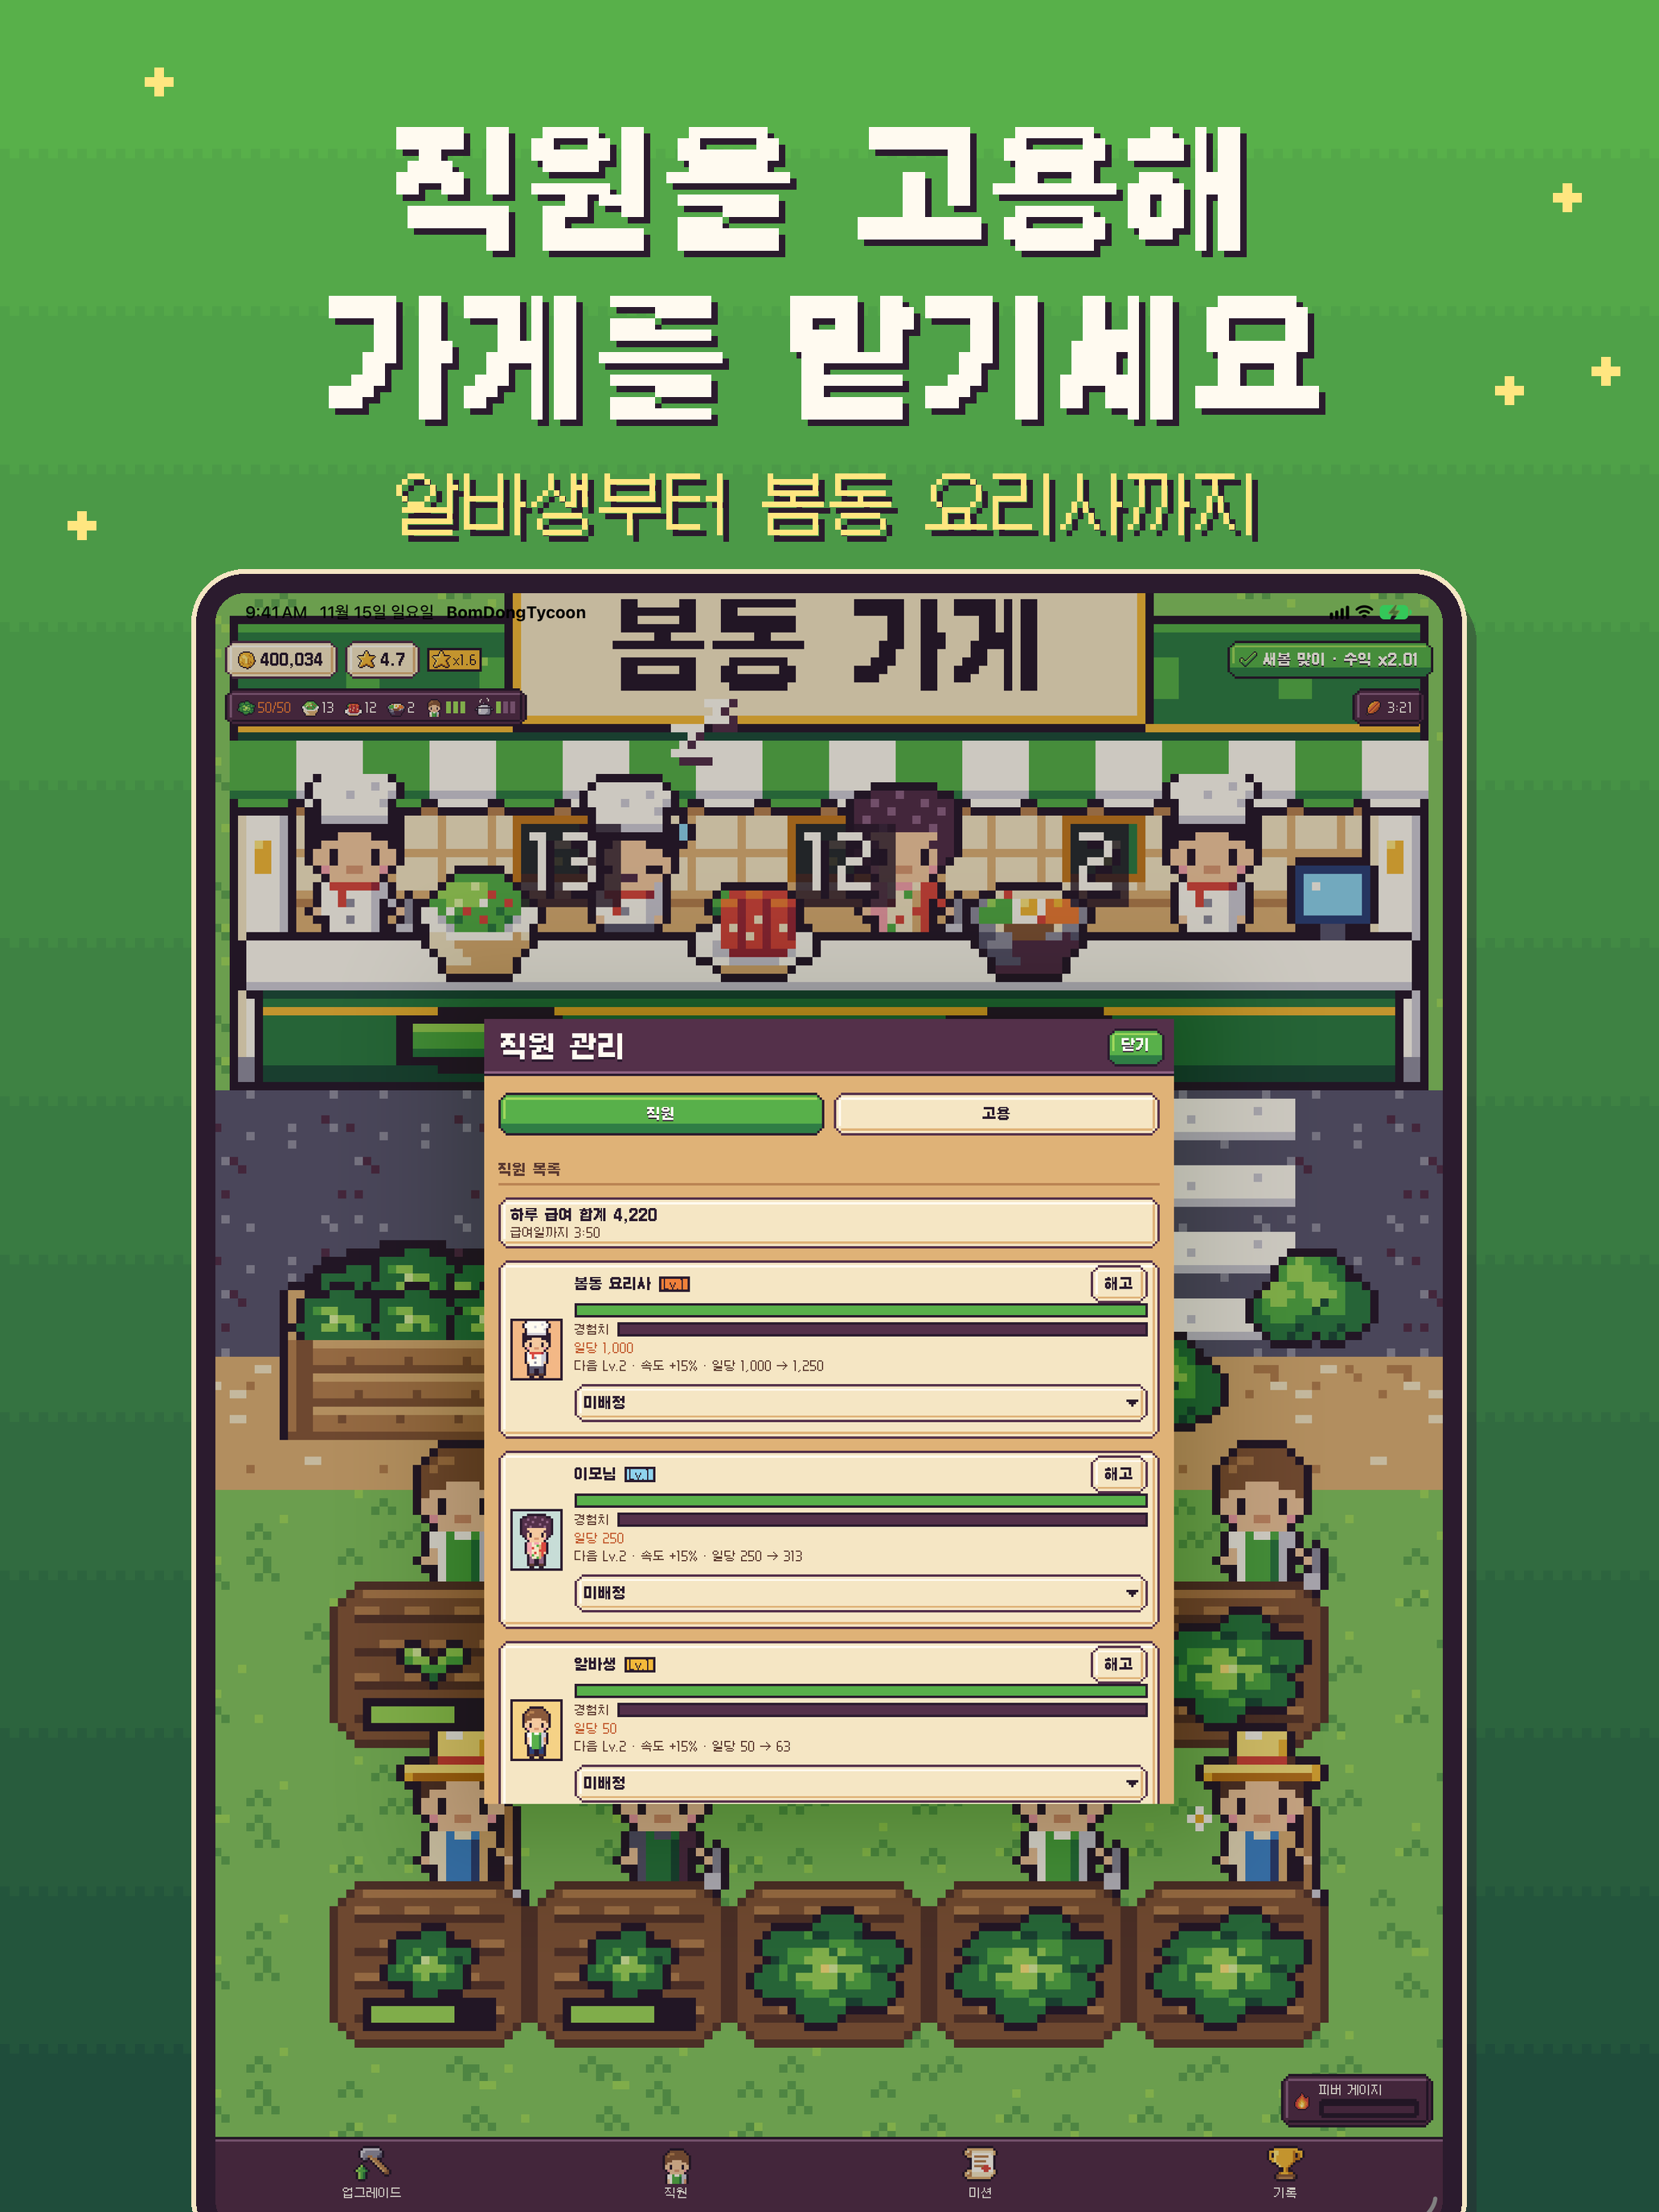 직원을 고용해
가게를 맡기세요
알바생부터 봄동 요리사까지
9:41 AM 11월 15일 일요일 BomDongTycoon
봄동 가게
400,034 4.7 x1.6
새봄 맞이 · 수익 x2.01
50/50 13 12 2
3:21
13 12 2
직원 관리
닫기
직원 고용
직원 목록
하루 급여 합계 4,220
급여일까지 3:50
봄동 요리사 Lv.1
해고
경험치
일당 1,000
다음 Lv.2 · 속도 +15% · 일당 1,000 → 1,250
미배정
이모님 Lv.1
해고
경험치
일당 250
다음 Lv.2 · 속도 +15% · 일당 250 → 313
미배정
알바생 Lv.1
해고
경험치
일당 50
다음 Lv.2 · 속도 +15% · 일당 50 → 63
미배정
피버 게이지
업그레이드 직원 미션 기록